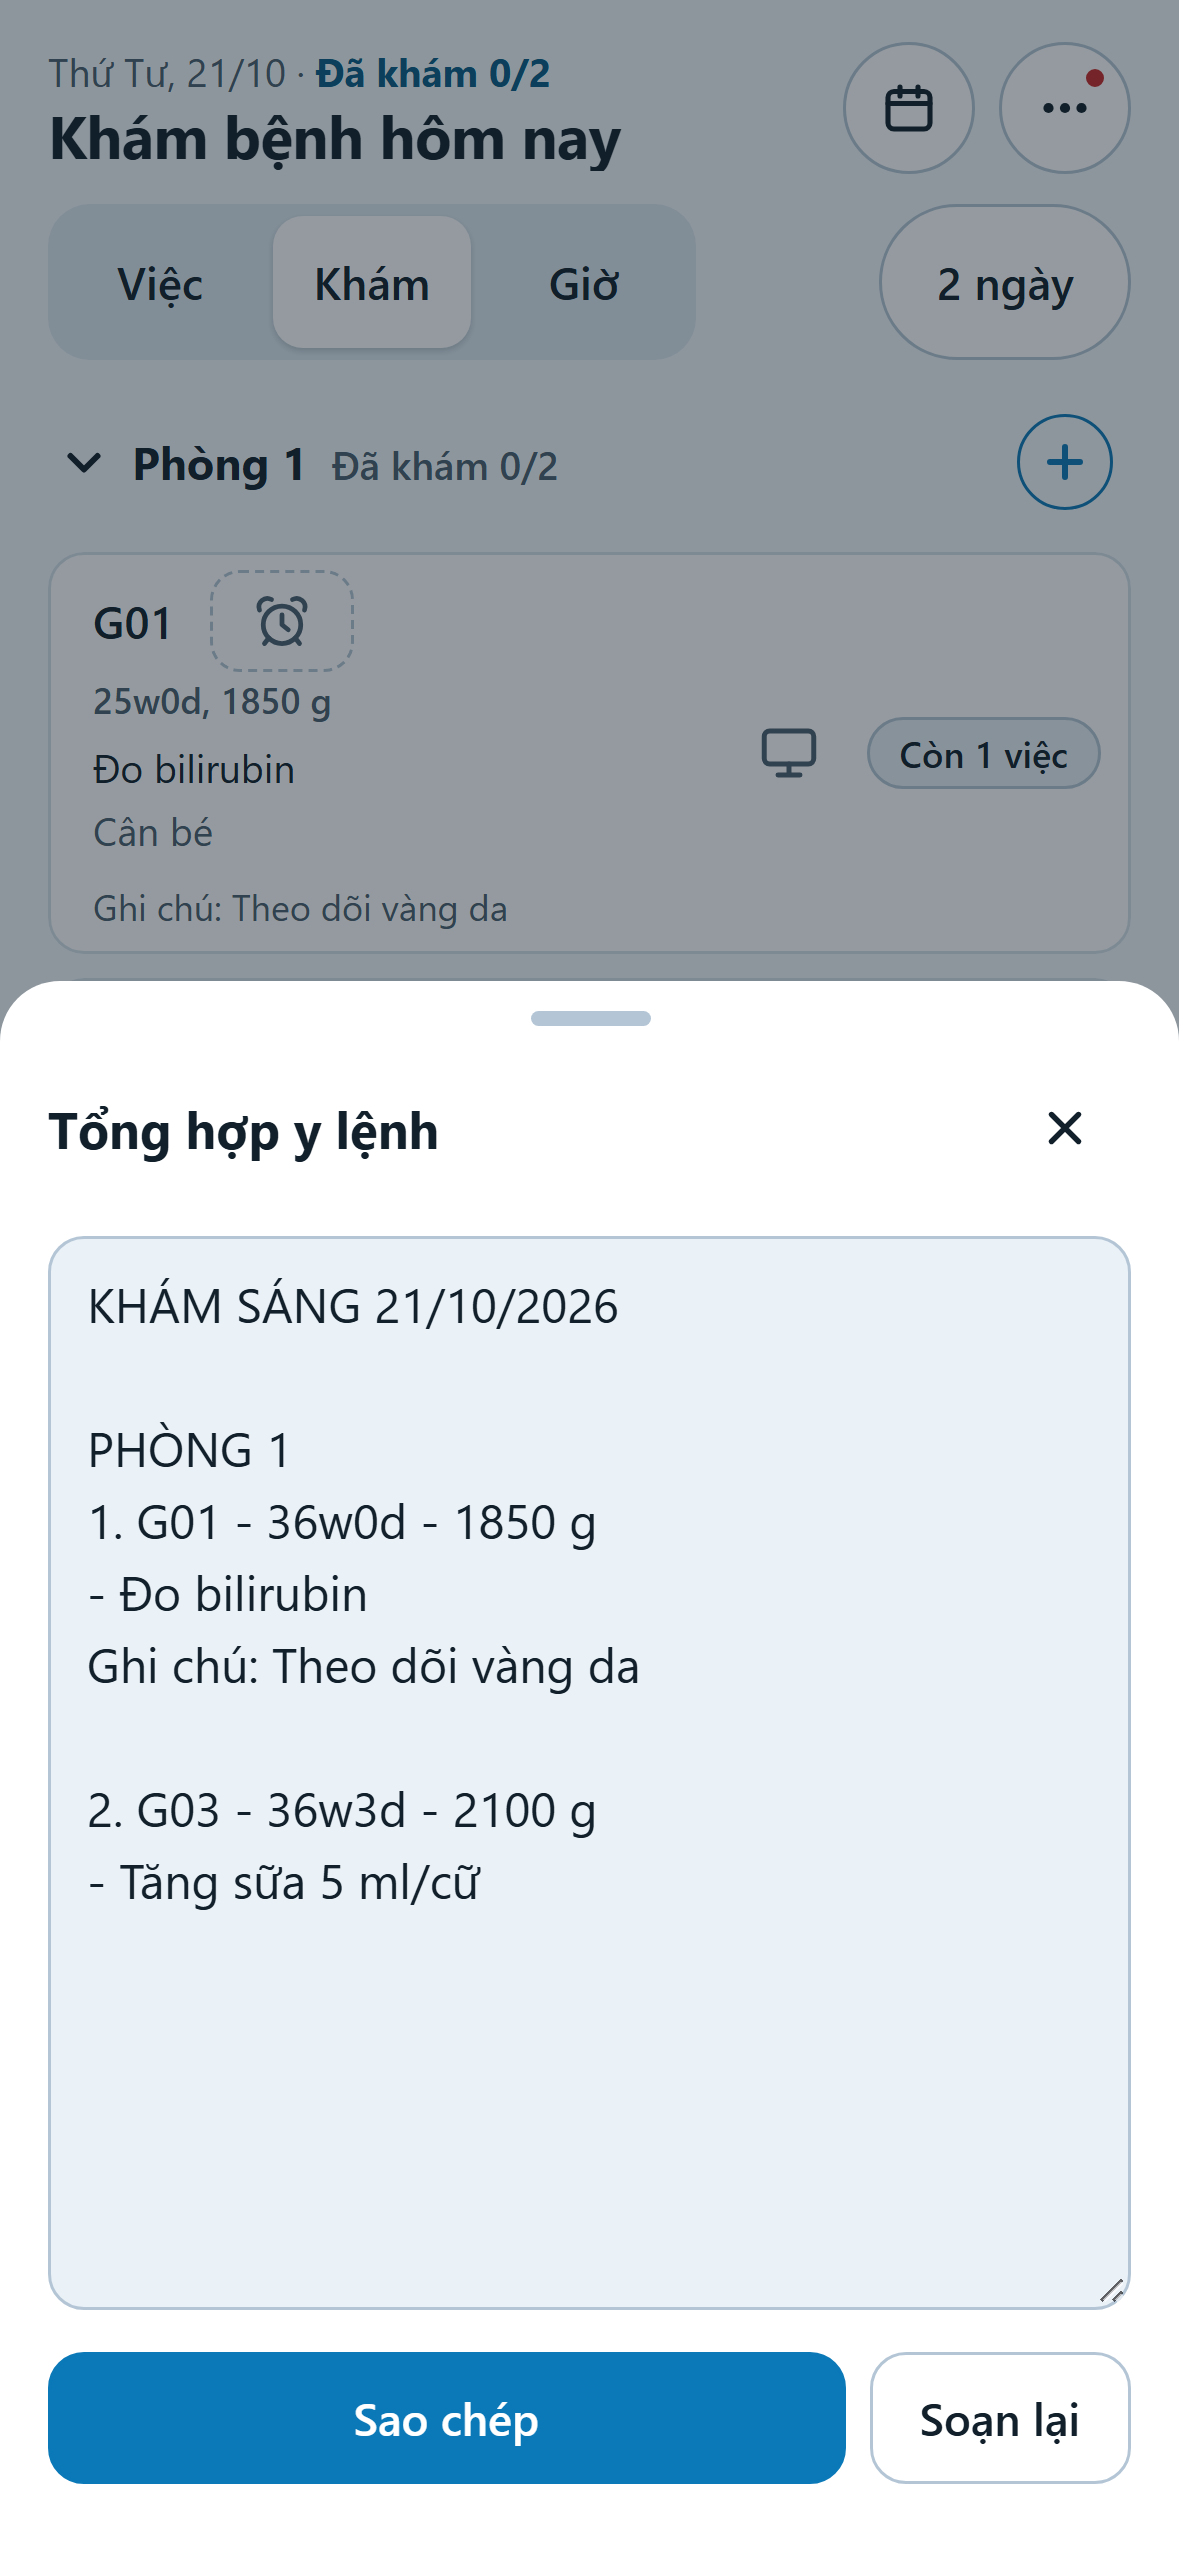 Thứ Tư, 21/10 · Đã khám 0/2
Khám bệnh hôm nay
Việc
Khám
Giờ
2 ngày
Phòng 1 Đã khám 0/2
G01
25w0d, 1850 g
Đo bilirubin
Còn 1 việc
Cân bé
Ghi chú: Theo dõi vàng da
Tổng hợp y lệnh
KHÁM SÁNG 21/10/2026
PHÒNG 1
1. G01 - 36w0d - 1850 g
- Đo bilirubin
Ghi chú: Theo dõi vàng da
2. G03 - 36w3d - 2100 g
- Tăng sữa 5 ml/cữ
Sao chép
Soạn lại